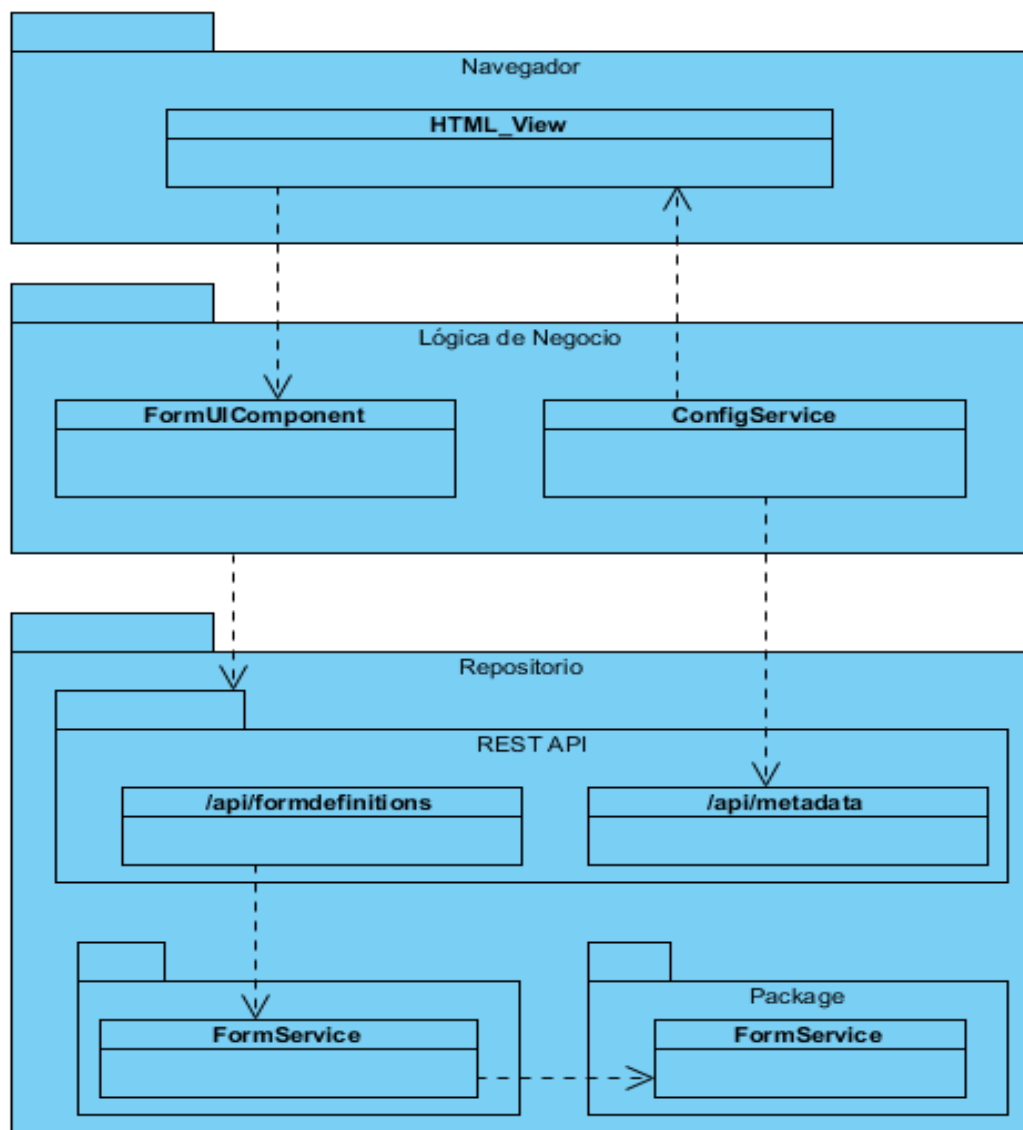 Navegador
HTML_View
Lógica de Negocio
FormUIComponent
ConfigService
Repositorio
REST API
/api/formdefinitions
/api/metadata
Package
FormService
FormService